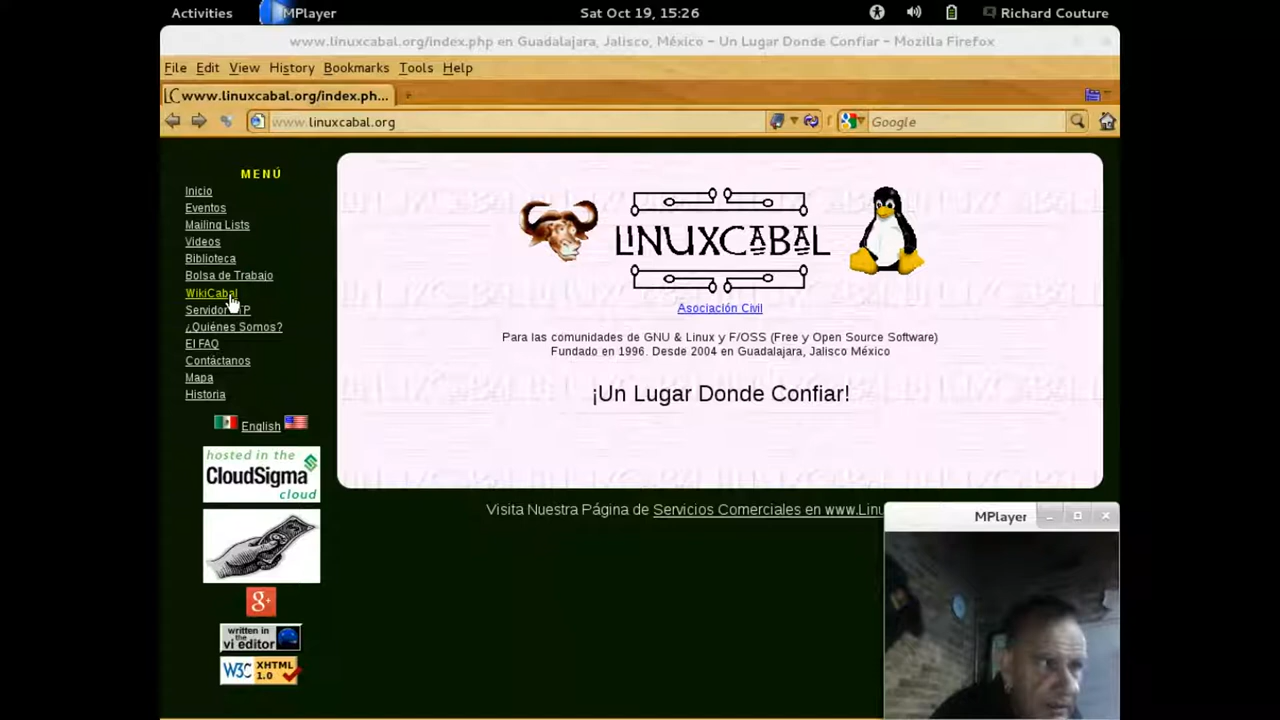 Activities MPlayer Sat Oct 19, 15:26 Richard Couture
www.linuxcabal.org/index.php en Guadalajara, Jalisco, México - Un Lugar Donde Confiar - Mozilla Firefox
File Edit View History Bookmarks Tools Help
www.linuxcabal.org/index.ph...
www.linuxcabal.org Google
MENÚ
Inicio
Eventos
Mailing Lists
Videos
Biblioteca
Bolsa de Trabajo
WikiCabal
Servidor
¿Quiénes Somos?
El FAQ
Contáctanos
Mapa
Historia
English
hosted in the
CloudSigma
cloud
g+
written in
the
vi editor
W3C XHTML
1.0
LINUXCABAL
Asociación Civil
Para las comunidades de GNU & Linux y F/OSS (Free y Open Source Software)
Fundado en 1996. Desde 2004 en Guadalajara, Jalisco México
¡Un Lugar Donde Confiar!
Visita Nuestra Página de Servicios Comerciales en www.Linu
MPlayer